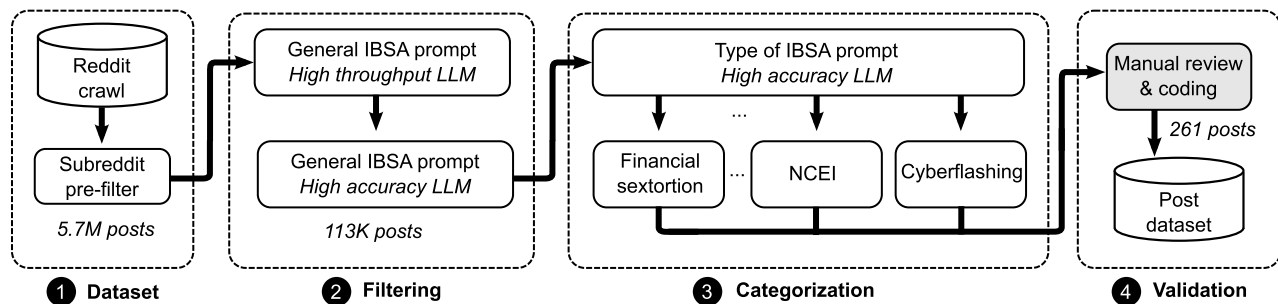 Reddit
crawl
Subreddit
pre-filter
5.7M posts
1 Dataset
General IBSA prompt
High throughput LLM
General IBSA prompt
High accuracy LLM
113K posts
2 Filtering
Type of IBSA prompt
High accuracy LLM
...
Financial
sextortion
...
NCEI
Cyberflashing
3 Categorization
Manual review
& coding
261 posts
Post
dataset
4 Validation